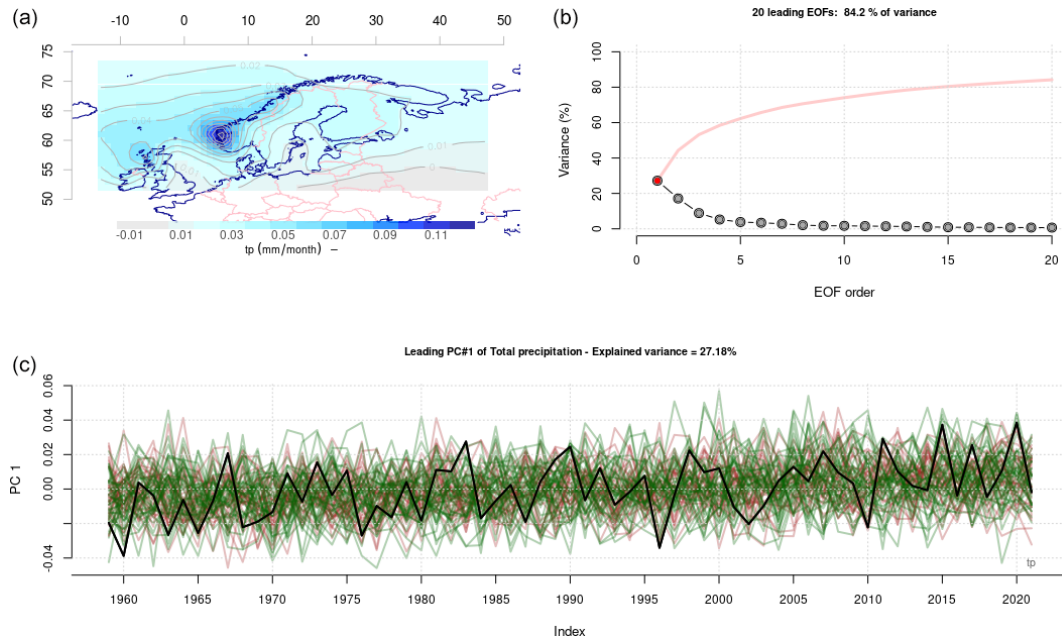 (a)
-10 0 10 20 30 40 50
75
70
65
60
55
50
0.02
0.04
0.01
0
-0.01 0.01 0.03 0.05 0.07 0.09 0.11
tp (mm/month) –
(b)
20 leading EOFs: 84.2 % of variance
Variance (%)
100
80
60
40
20
0
0 5 10 15 20
EOF order
(c)
Leading PC#1 of Total precipitation - Explained variance = 27.18%
PC 1
0.06
0.04
0.02
0.00
-0.04
tp
1960 1965 1970 1975 1980 1985 1990 1995 2000 2005 2010 2015 2020
Index